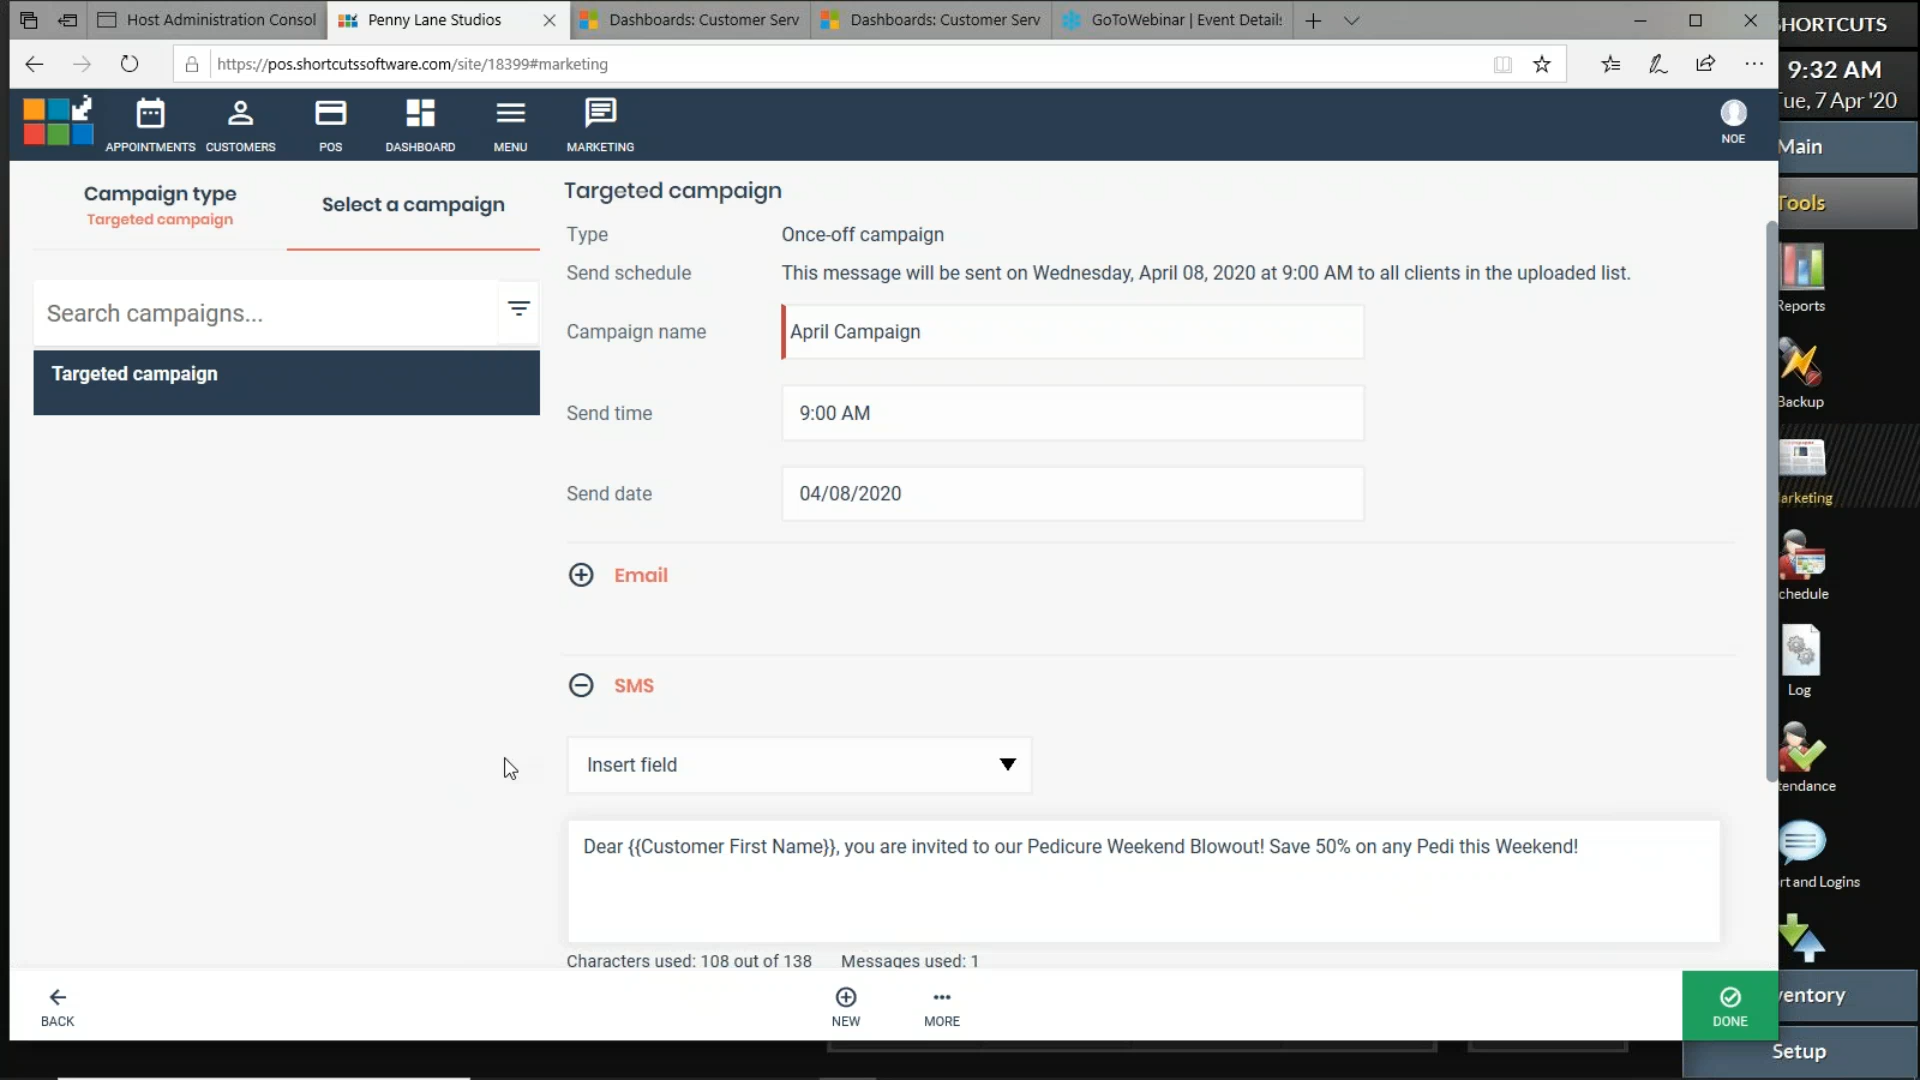 Host Administration Consol
Penny Lane Studios
Dashboards: Customer Serv
Dashboards: Customer Serv
GoToWebinar | Event Details
https://pos.shortcutssoftware.com/site/18399#marketing
APPOINTMENTS
CUSTOMERS
POS
DASHBOARD
MENU
MARKETING
NOE
Campaign type
Targeted campaign
Select a campaign
Search campaigns...
Targeted campaign
Targeted campaign
Type
Once-off campaign
Send schedule
This message will be sent on Wednesday, April 08, 2020 at 9:00 AM to all clients in the uploaded list.
Campaign name
April Campaign
Send time
9:00 AM
Send date
04/08/2020
Email
SMS
Insert field
Dear {{Customer First Name}}, you are invited to our Pedicure Weekend Blowout! Save 50% on any Pedi this Weekend!
Characters used: 108 out of 138
Messages used: 1
BACK
NEW
MORE
DONE
HORTCUTS
9:32 AM
ue, 7 Apr '20
Main
Tools
Reports
Backup
arketing
chedule
Log
tendance
rt and Logins
ventory
Setup